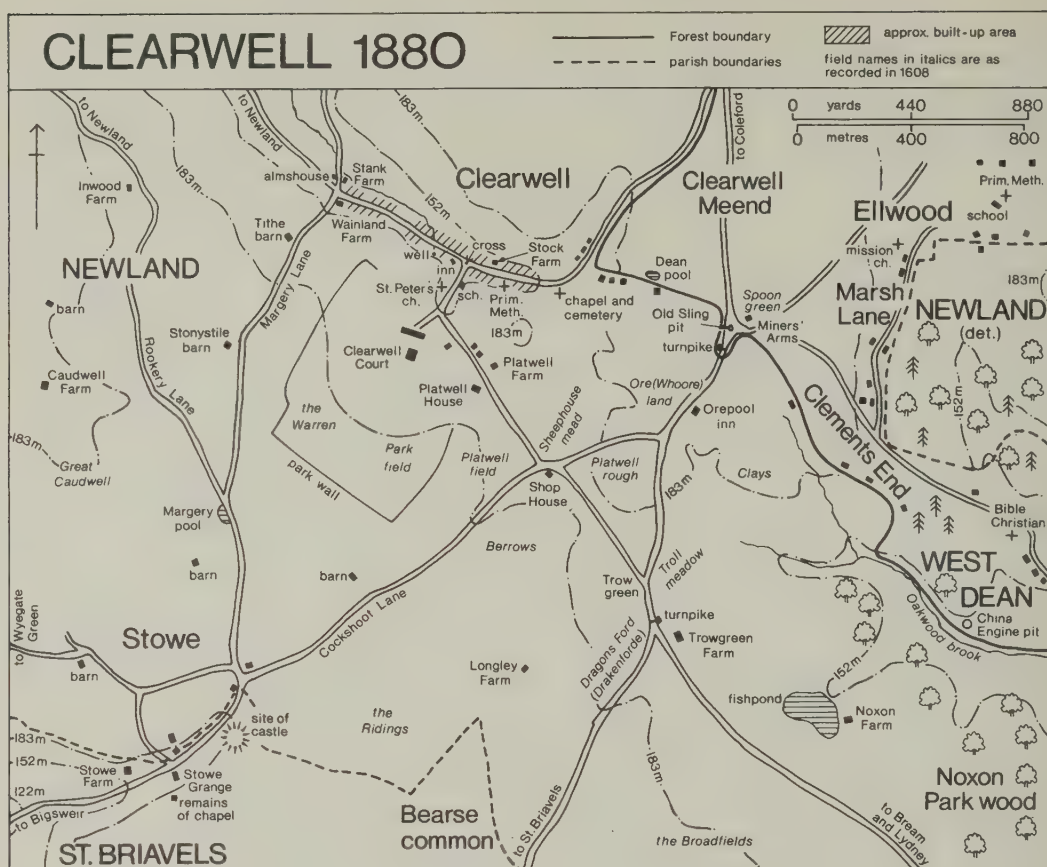 CLEARWELL 1880
Forest boundary
parish boundaries
approx. built-up area
field names in italics are as
recorded in 1608
0 yards 440 880
0 metres 400 800
to Newland
to Newland
183m.
183m.
to Coleford
Inwood
Farm
almshouse
Stank
Farm
152m
Clearwell
Clearwell
Meend
Prim. Meth.
school
Ellwood
Tithe
barn
Wainland
Farm
cross
Stock
Farm
well
inn
mission
ch.
183m
NEWLAND
Margery Lane
St. Peters
ch.
sch.
Prim.
Meth.
chapel and
cemetery
Dean
pool
Spoon
green
Marsh
Lane
NEWLAND
(det.)
barn
Stonystile
barn
183m
Old Sling
pit
turnpike
Miners'
Arms
Clearwell
Court
Platwell
Farm
Caudwell
Farm
Rookery Lane
Platwell
House
Ore(Whoore)
land
Orepool
inn
152m
the
Warren
Sheephouse
mead
Clements End
183m
Great
Caudwell
Park
field
park wall
Platwell
field
Platwell
rough
183m
Clays
Margery
pool
Shop
House
Bible
Christian
barn
Berrows
barn
Trow
green
Troll
meadow
WEST
DEAN
to Wyegate
Green
Stowe
Cockshoot Lane
turnpike
Oakwood
brook
China
Engine pit
barn
Longley
Farm
Dragons Ford
(Drakenforde)
Trowgreen
Farm
152m
fishpond
Noxon
Farm
183m
152m
122m
site of
castle
the
Ridings
183m
Stowe
Farm
Stowe
Grange
remains
of chapel
to Bigsweir
Bearse
common
to St. Briavels
to Bream
and Lydney
Noxon
Park wood
ST. BRIAVELS
the Broadfields